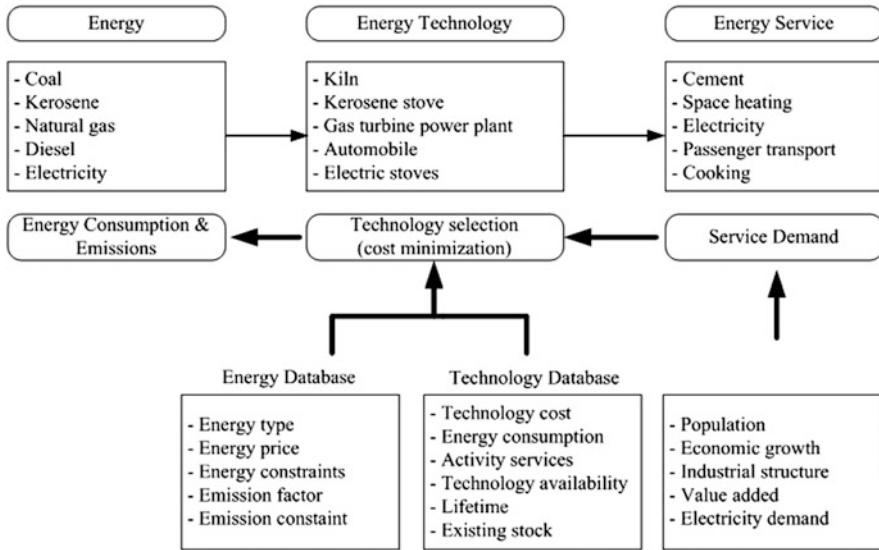 Energy
Energy Technology
Energy Service
- Coal
- Kerosene
- Natural gas
- Diesel
- Electricity
- Kiln
- Kerosene stove
- Gas turbine power plant
- Automobile
- Electric stoves
- Cement
- Space heating
- Electricity
- Passenger transport
- Cooking
Energy Consumption &
Emissions
Technology selection
(cost minimization)
Service Demand
Energy Database
- Energy type
- Energy price
- Energy constraints
- Emission factor
- Emission constaint
Technology Database
- Technology cost
- Energy consumption
- Activity services
- Technology availability
- Lifetime
- Existing stock
- Population
- Economic growth
- Industrial structure
- Value added
- Electricity demand